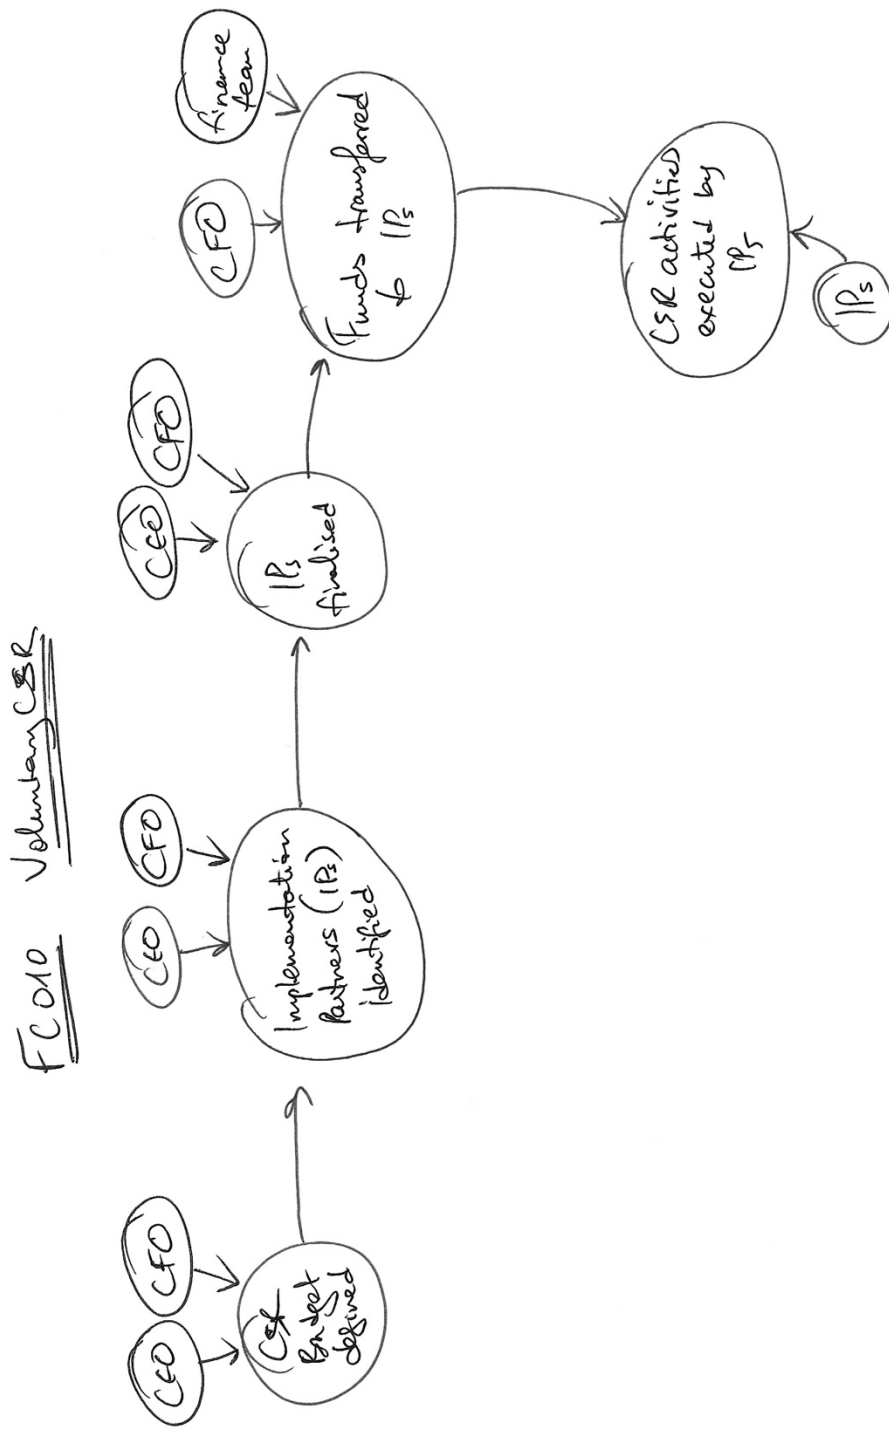 FC010 Voluntary CSR
CEO
CFO
CSR
Budget
defined
CEO
CFO
Implementation
Partners (IPs)
identified
CEO
CFO
IPs
finalised
CFO
finance
team
Funds transferred
to IPs
CSR activities
executed by
IPs
IPs